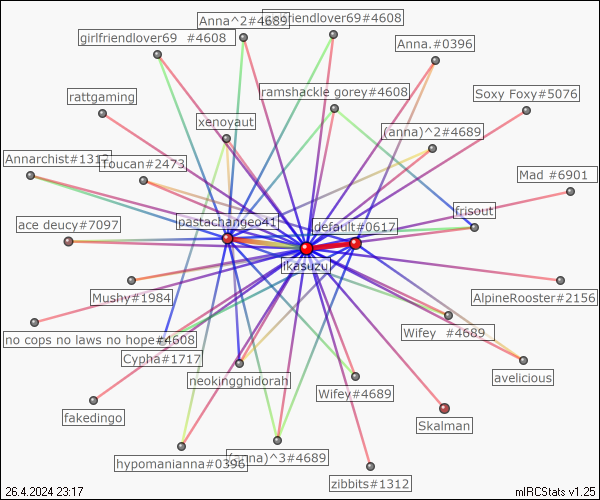 Anna^2#4689
girlfriendlover69#4608
girlfriendlover69 #4608
Anna.#0396
rattgaming
ramshackle gorey#4608
Soxy Foxy#5076
xenoyaut
(anna)^2#4689
Annarchist#1312
Toucan#2473
Mad #6901
ace deucy#7097
pastachangeo41
default#0617
frisout
ikasuzu
Mushy#1984
AlpineRooster#2156
no cops no laws no hope#4608
Wifey #4689
Cypha#1717
neokingghidorah
avelicious
Wifey#4689
fakedingo
Skalman
hypomanianna#0396
(anna)^3#4689
zibbits#1312
26.4.2024 23:17
mIRCStats v1.25